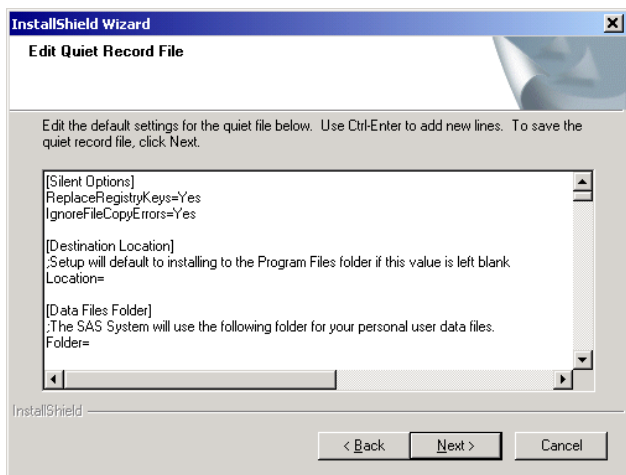 InstallShield Wizard
Edit Quiet Record File
Edit the default settings for the quiet file below.  Use Ctrl-Enter to add new lines.  To save the
quiet record file, click Next.
[Silent Options]
ReplaceRegistryKeys=Yes
IgnoreFileCopyErrors=Yes
[Destination Location]
;Setup will default to installing to the Program Files folder if this value is left blank
Location=
[Data Files Folder]
;The SAS System will use the following folder for your personal user data files.
Folder=
InstallShield
< Back
Next >
Cancel